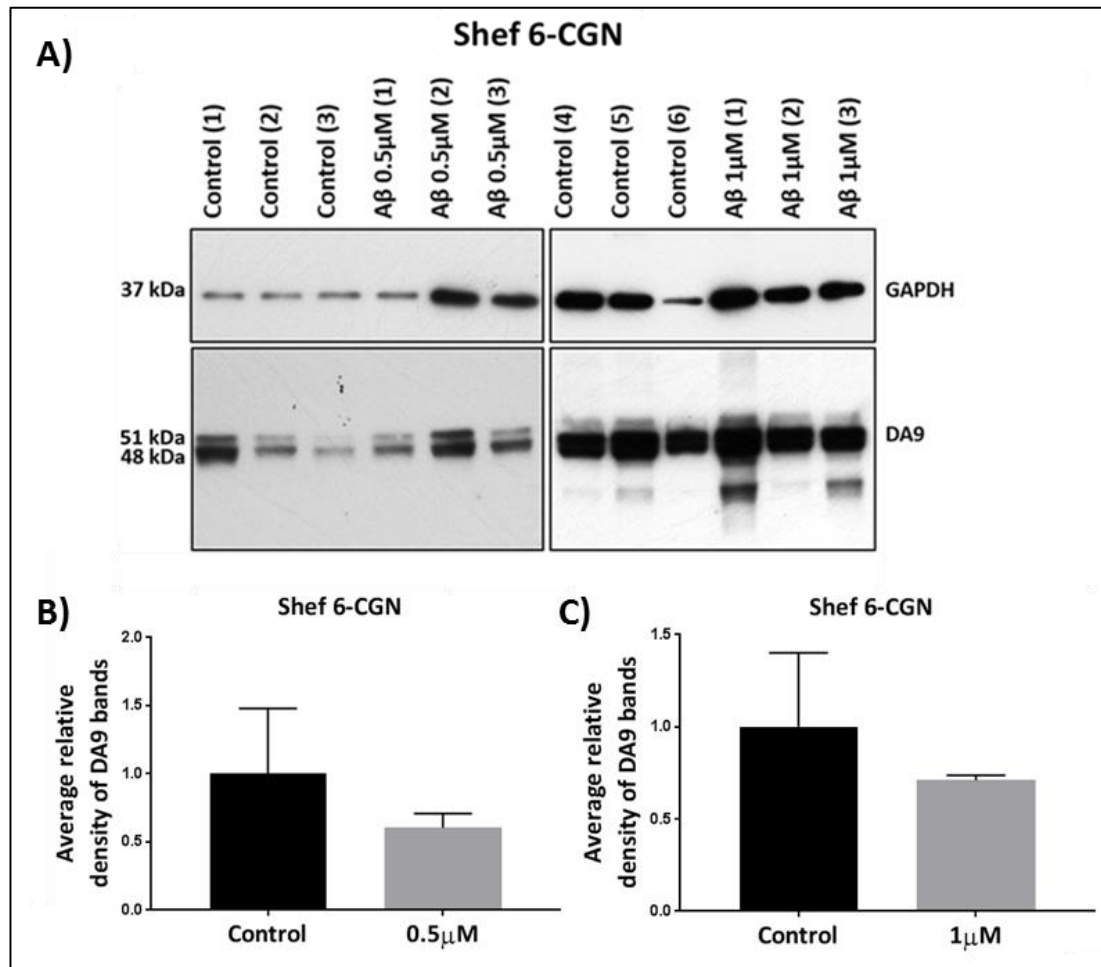 A)
Shef 6-CGN
Control (1)
Control (2)
Control (3)
Aβ 0.5μM (1)
Aβ 0.5μM (2)
Aβ 0.5μM (3)
Control (4)
Control (5)
Control (6)
Aβ 1μM (1)
Aβ 1μM (2)
Aβ 1μM (3)
37 kDa
GAPDH
51 kDa
48 kDa
DA9
B)
Shef 6-CGN
Average relative
density of DA9 bands
2.0
1.5
1.0
0.5
0.0
Control
0.5μM
C)
Shef 6-CGN
Average relative
density of DA9 bands
1.5
1.0
0.5
0.0
Control
1μM